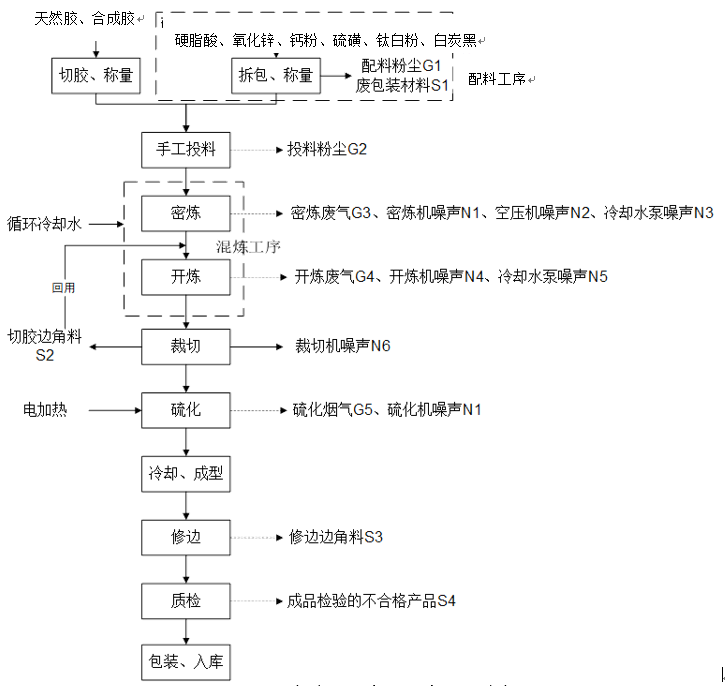 天然胶、合成胶
硬脂酸、氧化锌、钙粉、硫磺、钛白粉、白炭黑
切胶、称量
拆包、称量
配料粉尘G1
废包装材料S1
配料工序
手工投料
投料粉尘G2
密炼
密炼废气G3、密炼机噪声N1、空压机噪声N2、冷却水泵噪声N3
循环冷却水
混炼工序
开炼
开炼废气G4、开炼机噪声N4、冷却水泵噪声N5
回用
切胶边角料
S2
裁切
裁切机噪声N6
电加热
硫化
硫化烟气G5、硫化机噪声N1
冷却、成型
修边
修边边角料S3
质检
成品检验的不合格产品S4
包装、入库